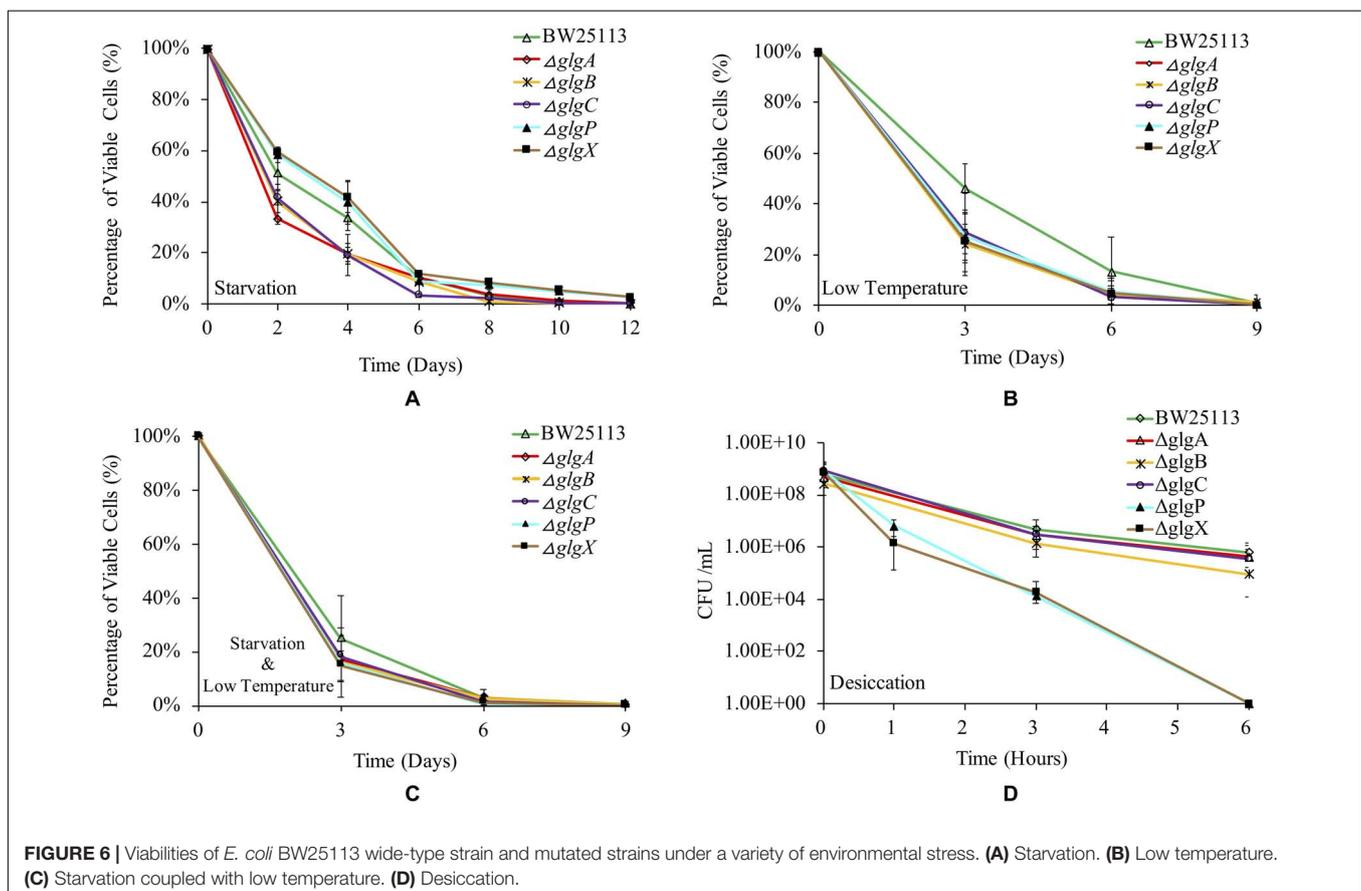 Percentage of Viable Cells (%)
100%
80%
60%
40%
20%
0%
0 2 4 6 8 10 12
Time (Days)
Starvation
BW25113
ΔglgA
ΔglgB
ΔglgC
ΔglgP
ΔglgX
A
Percentage of Viable Cells (%)
100%
80%
60%
40%
20%
0%
0 3 6 9
Time (Days)
Low Temperature
BW25113
ΔglgA
ΔglgB
ΔglgC
ΔglgP
ΔglgX
B
Percentage of Viable Cells (%)
100%
80%
60%
40%
20%
0%
0 3 6 9
Time (Days)
Starvation
&
Low Temperature
BW25113
ΔglgA
ΔglgB
ΔglgC
ΔglgP
ΔglgX
C
CFU /mL
1.00E+10
1.00E+08
1.00E+06
1.00E+04
1.00E+02
1.00E+00
0 1 2 3 4 5 6
Time (Hours)
Desiccation
BW25113
ΔglgA
ΔglgB
ΔglgC
ΔglgP
ΔglgX
D
FIGURE 6 | Viabilities of E. coli BW25113 wide-type strain and mutated strains under a variety of environmental stress. (A) Starvation. (B) Low temperature.
(C) Starvation coupled with low temperature. (D) Desiccation.